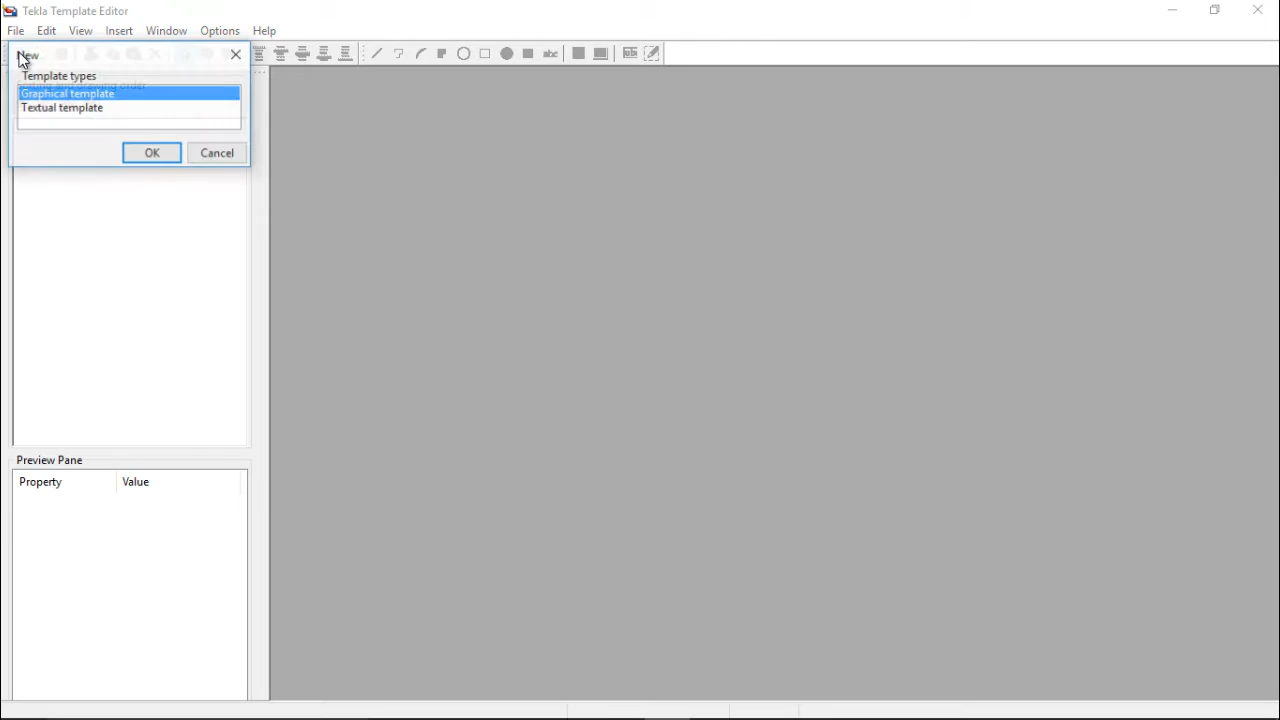 Tekla Template Editor
File Edit View Insert Window Options Help
New
Template types
Graphical template
Textual template
OK Cancel
Preview Pane
Property Value
abc